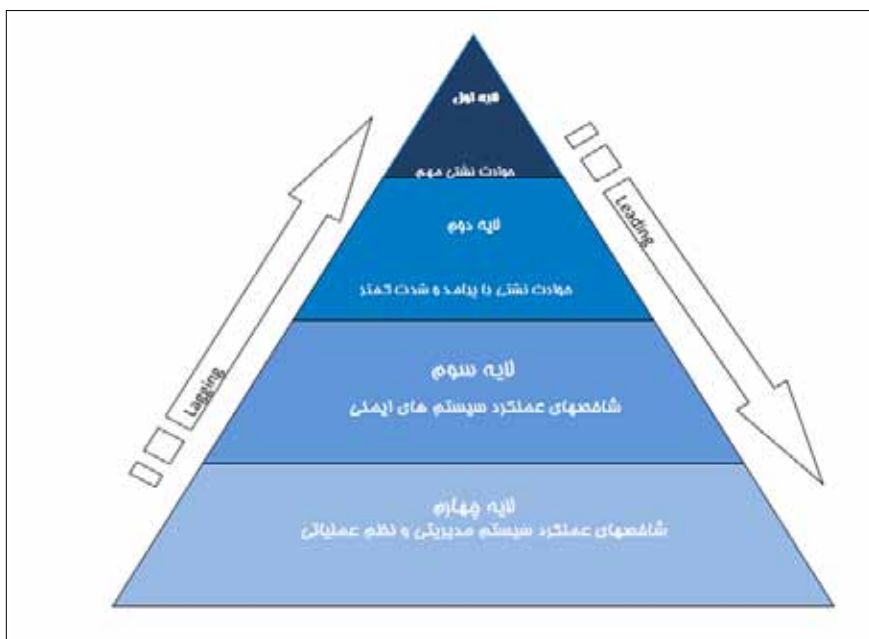 لایه اول
حوادث نشتی مهم
لایه دوم
حوادث نشتی با پیامد و شدت کمتر
لایه سوم
شاخصهای عملکرد سیستم های ایمنی
لایه چهارم
شاخصهای عملکرد سیستم مدیریتی و نظم عملیاتی
Lagging
Leading